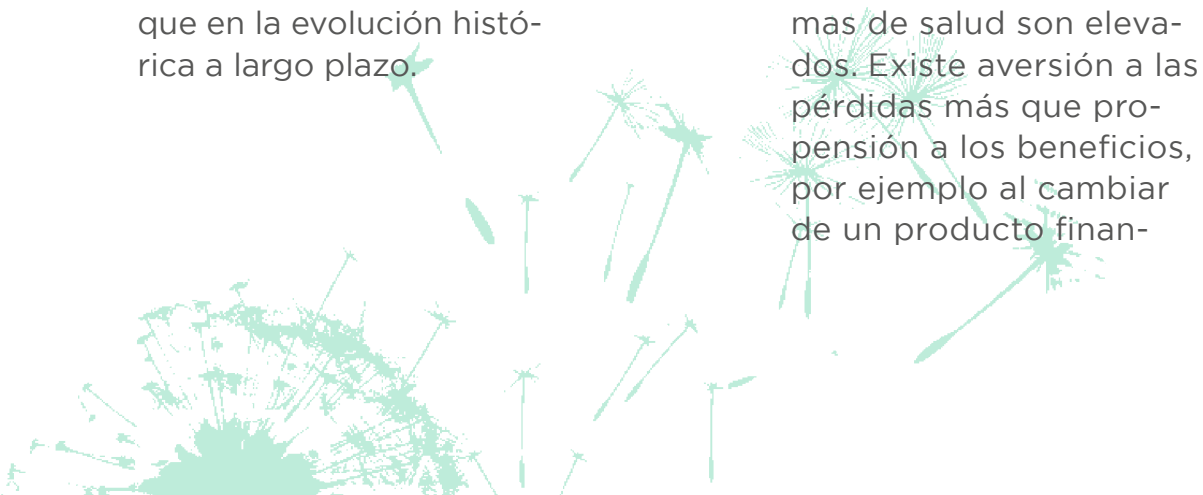 que en la evolución histó-
rica a largo plazo.
mas de salud son eleva-
dos. Existe aversión a las
pérdidas más que pro-
pensión a los beneficios,
por ejemplo al cambiar
de un producto finan-